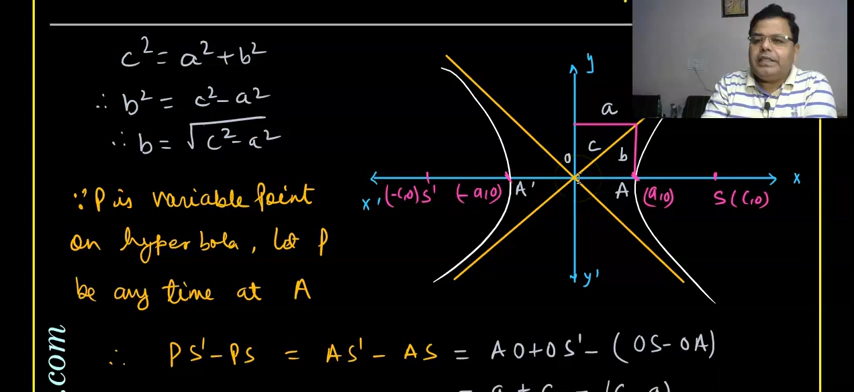 c² = a² + b²
∴ b² = c² - a²
∴ b = √c² - a²
∵ P is variable point
on hyperbola, let P
be any time at A
∴ PS' - PS = AS' - AS = AO + OS' - (OS - OA)
= a + c - (c - a)
y
a
c
b
O
x' (-c,0) S' (-a,0) A' A (a,0) S (c,0) x
y'
.com